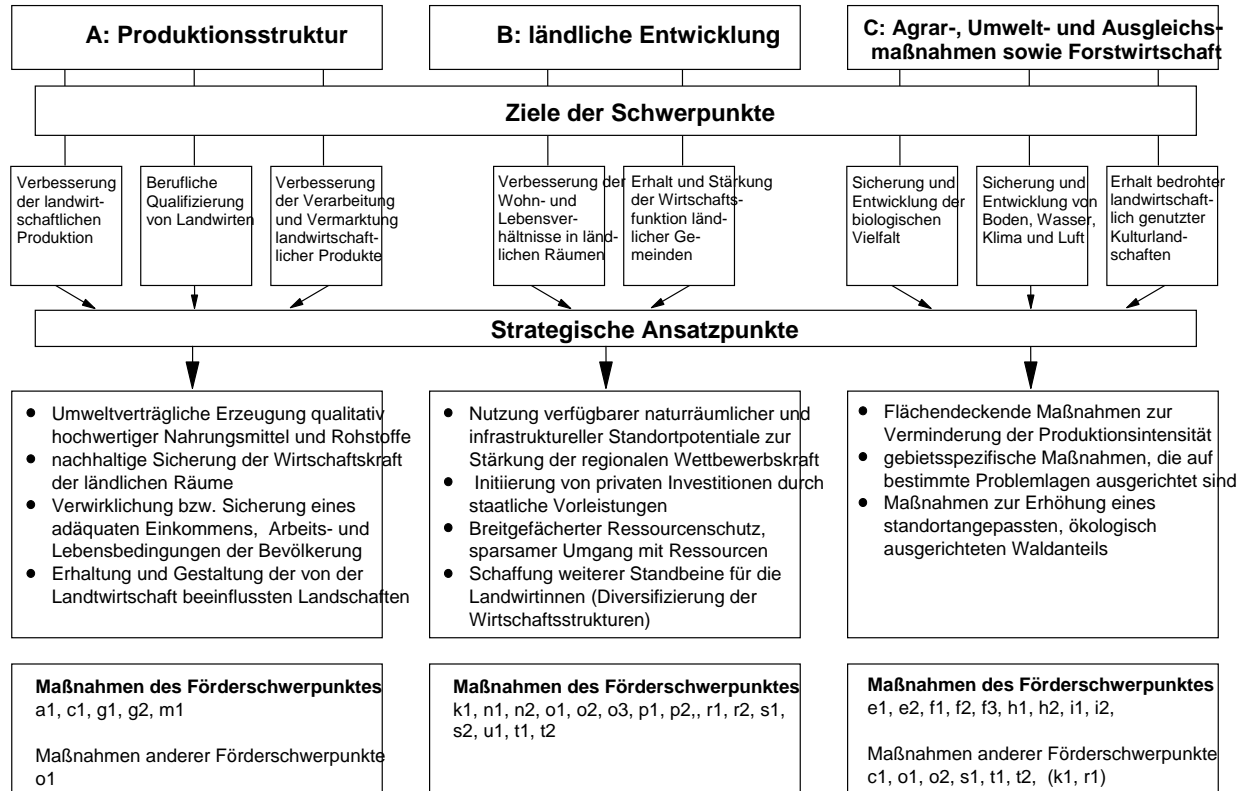 A: Produktionsstruktur
B: ländliche Entwicklung
C: Agrar-, Umwelt- und Ausgleichs-
maßnahmen sowie Forstwirtschaft
Ziele der Schwerpunkte
Verbesserung
der landwirt-
schaftlichen
Produktion
Berufliche
Qualifizierung
von Landwirten
Verbesserung
der Verarbeitung
und Vermarktung
landwirtschaft-
licher Produkte
Verbesserung der
Wohn- und
Lebensver-
hältnisse in länd-
lichen Räumen
Erhalt und Stärkung
der Wirtschafts-
funktion länd-
licher Ge-
meinden
Sicherung und
Entwicklung der
biologischen
Vielfalt
Sicherung und
Entwicklung von
Boden, Wasser,
Klima und Luft
Erhalt bedrohter
landwirtschaft-
lich genutzter
Kulturland-
schaften
Strategische Ansatzpunkte
● Umweltverträgliche Erzeugung qualitativ
hochwertiger Nahrungsmittel und Rohstoffe
● nachhaltige Sicherung der Wirtschaftskraft
der ländlichen Räume
● Verwirklichung bzw. Sicherung eines
adäquaten Einkommens, Arbeits- und
Lebensbedingungen der Bevölkerung
● Erhaltung und Gestaltung der von der
Landtwirtschaft beeinflussten Landschaften
● Nutzung verfügbarer naturräumlicher und
infrastruktureller Standortpotentiale zur
Stärkung der regionalen Wettbewerbskraft
● Initiierung von privaten Investitionen durch
staatliche Vorleistungen
● Breitgefächerter Ressourcenschutz,
sparsamer Umgang mit Ressourcen
● Schaffung weiterer Standbeine für die
Landwirtinnen (Diversifizierung der
Wirtschaftsstrukturen)
● Flächendeckende Maßnahmen zur
Verminderung der Produktionsintensität
● gebietsspezifische Maßnahmen, die auf
bestimmte Problemlagen ausgerichtet sind
● Maßnahmen zur Erhöhung eines
standortangepassten, ökologisch
ausgerichteten Waldanteils
Maßnahmen des Förderschwerpunktes
a1, c1, g1, g2, m1
Maßnahmen anderer Förderschwerpunkte
o1
Maßnahmen des Förderschwerpunktes
k1, n1, n2, o1, o2, o3, p1, p2,, r1, r2, s1,
s2, u1, t1, t2
Maßnahmen des Förderschwerpunktes
e1, e2, f1, f2, f3, h1, h2, i1, i2,
Maßnahmen anderer Förderschwerpunkte
c1, o1, o2, s1, t1, t2, (k1, r1)